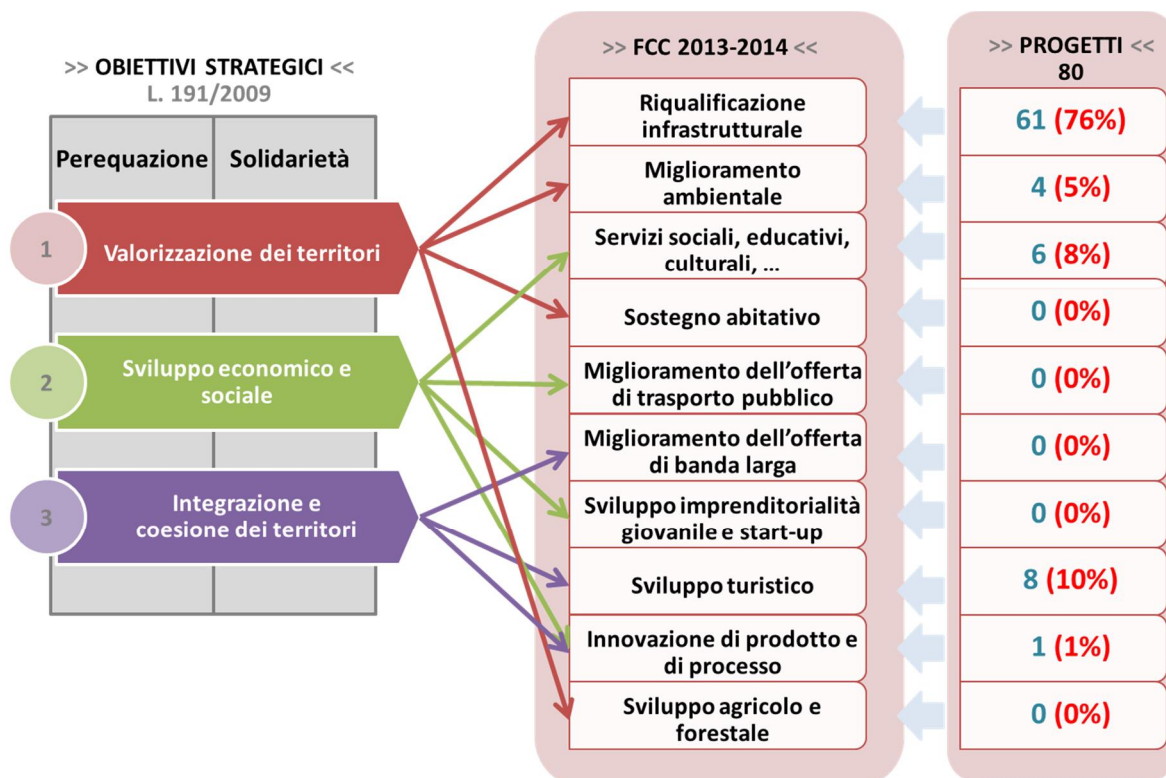 >> OBIETTIVI STRATEGICI <<
L. 191/2009
Perequazione
Solidarietà
1
Valorizzazione dei territori
2
Sviluppo economico e
sociale
3
Integrazione e
coesione dei territori
>> FCC 2013-2014 <<
Riqualificazione
infrastrutturale
Miglioramento
ambientale
Servizi sociali, educativi,
culturali, ...
Sostegno abitativo
Miglioramento dell’offerta
di trasporto pubblico
Miglioramento dell’offerta
di banda larga
Sviluppo imprenditorialità
giovanile e start-up
Sviluppo turistico
Innovazione di prodotto e
di processo
Sviluppo agricolo e
forestale
>> PROGETTI <<
80
61 (76%)
4 (5%)
6 (8%)
0 (0%)
0 (0%)
0 (0%)
0 (0%)
8 (10%)
1 (1%)
0 (0%)